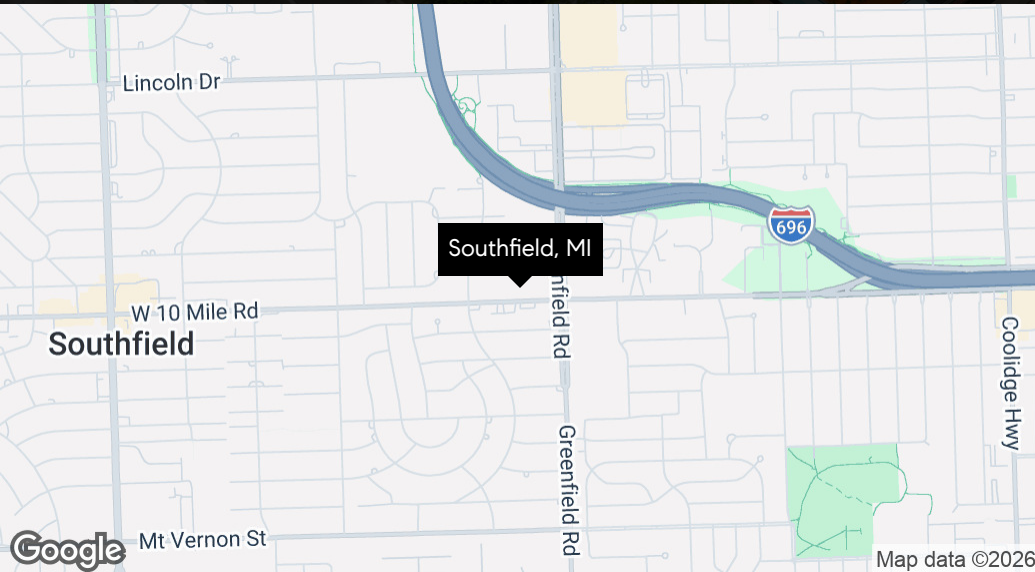 Lincoln Dr
696
Southfield, MI
W 10 Mile Rd
Southfield
nfield Rd
Coolidge Hwy
Greenfield Rd
Mt Vernon St
Google
Map data ©2026